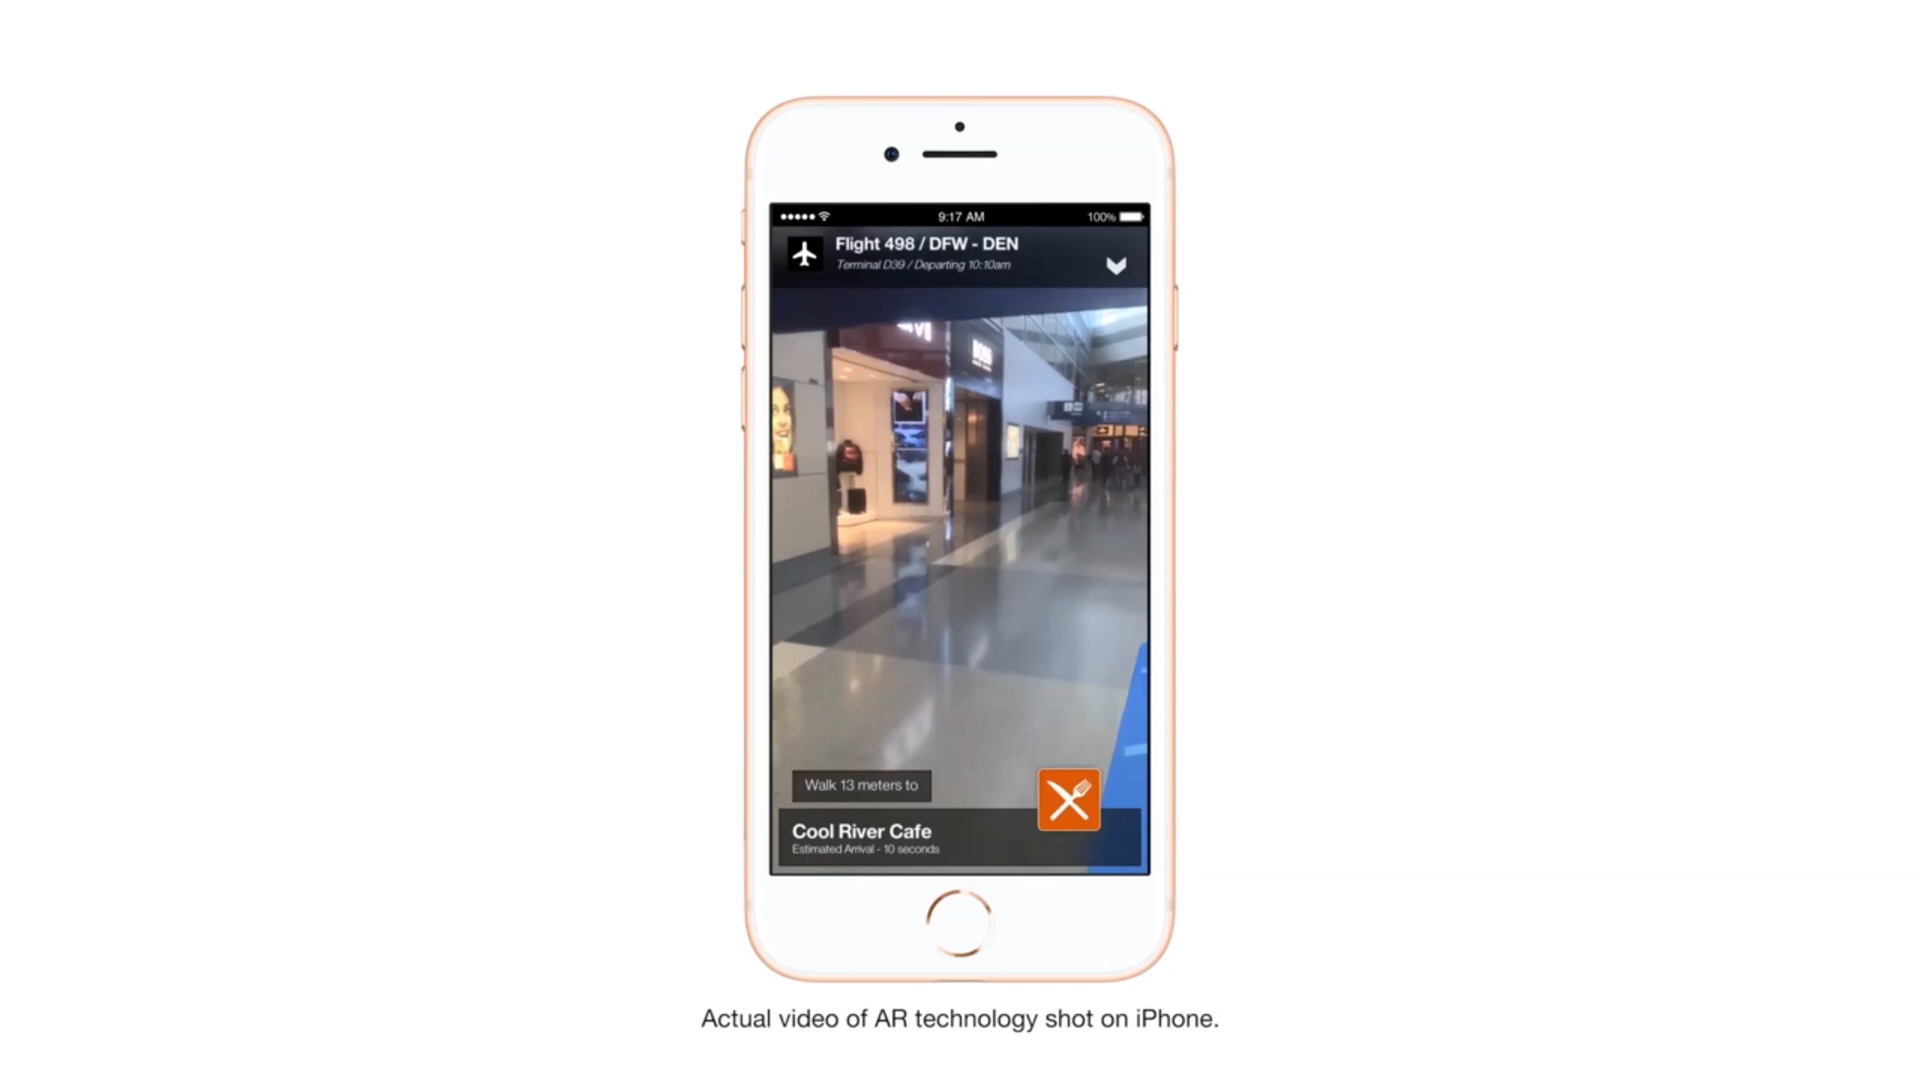 9:17 AM
100%
Flight 498 / DFW - DEN
Terminal D39 / Departing 10:10am
BOSS
Walk 13 meters to
Cool River Cafe
Estimated Arrival - 10 seconds
Actual video of AR technology shot on iPhone.